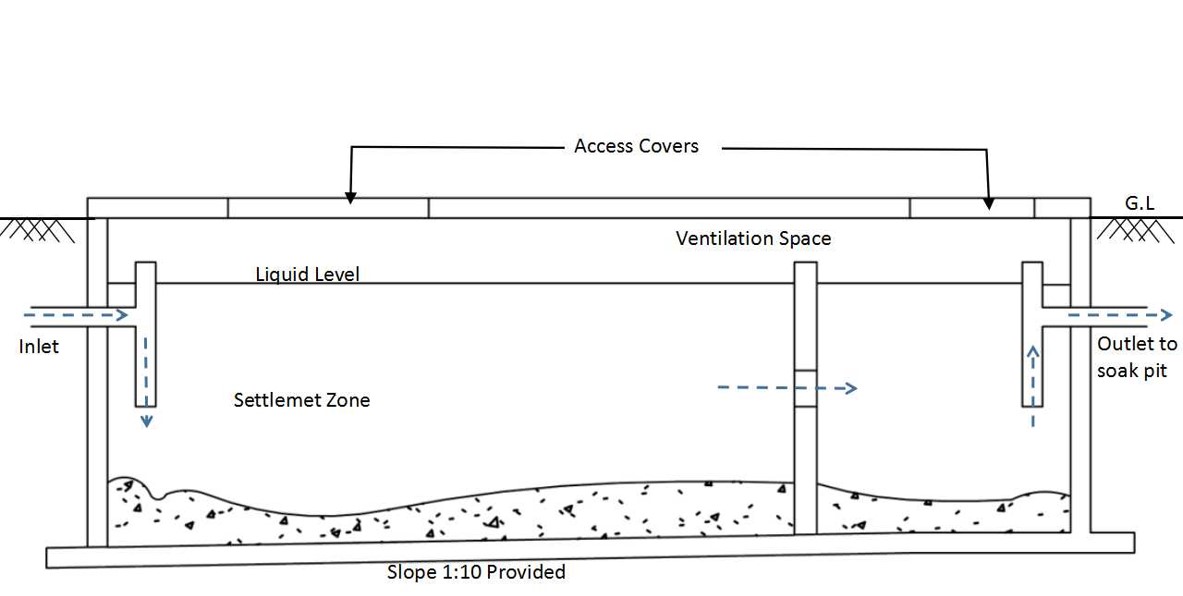 Access Covers
G.L
Ventilation Space
Liquid Level
Inlet
Outlet to
soak pit
Settlemet Zone
Slope 1:10 Provided